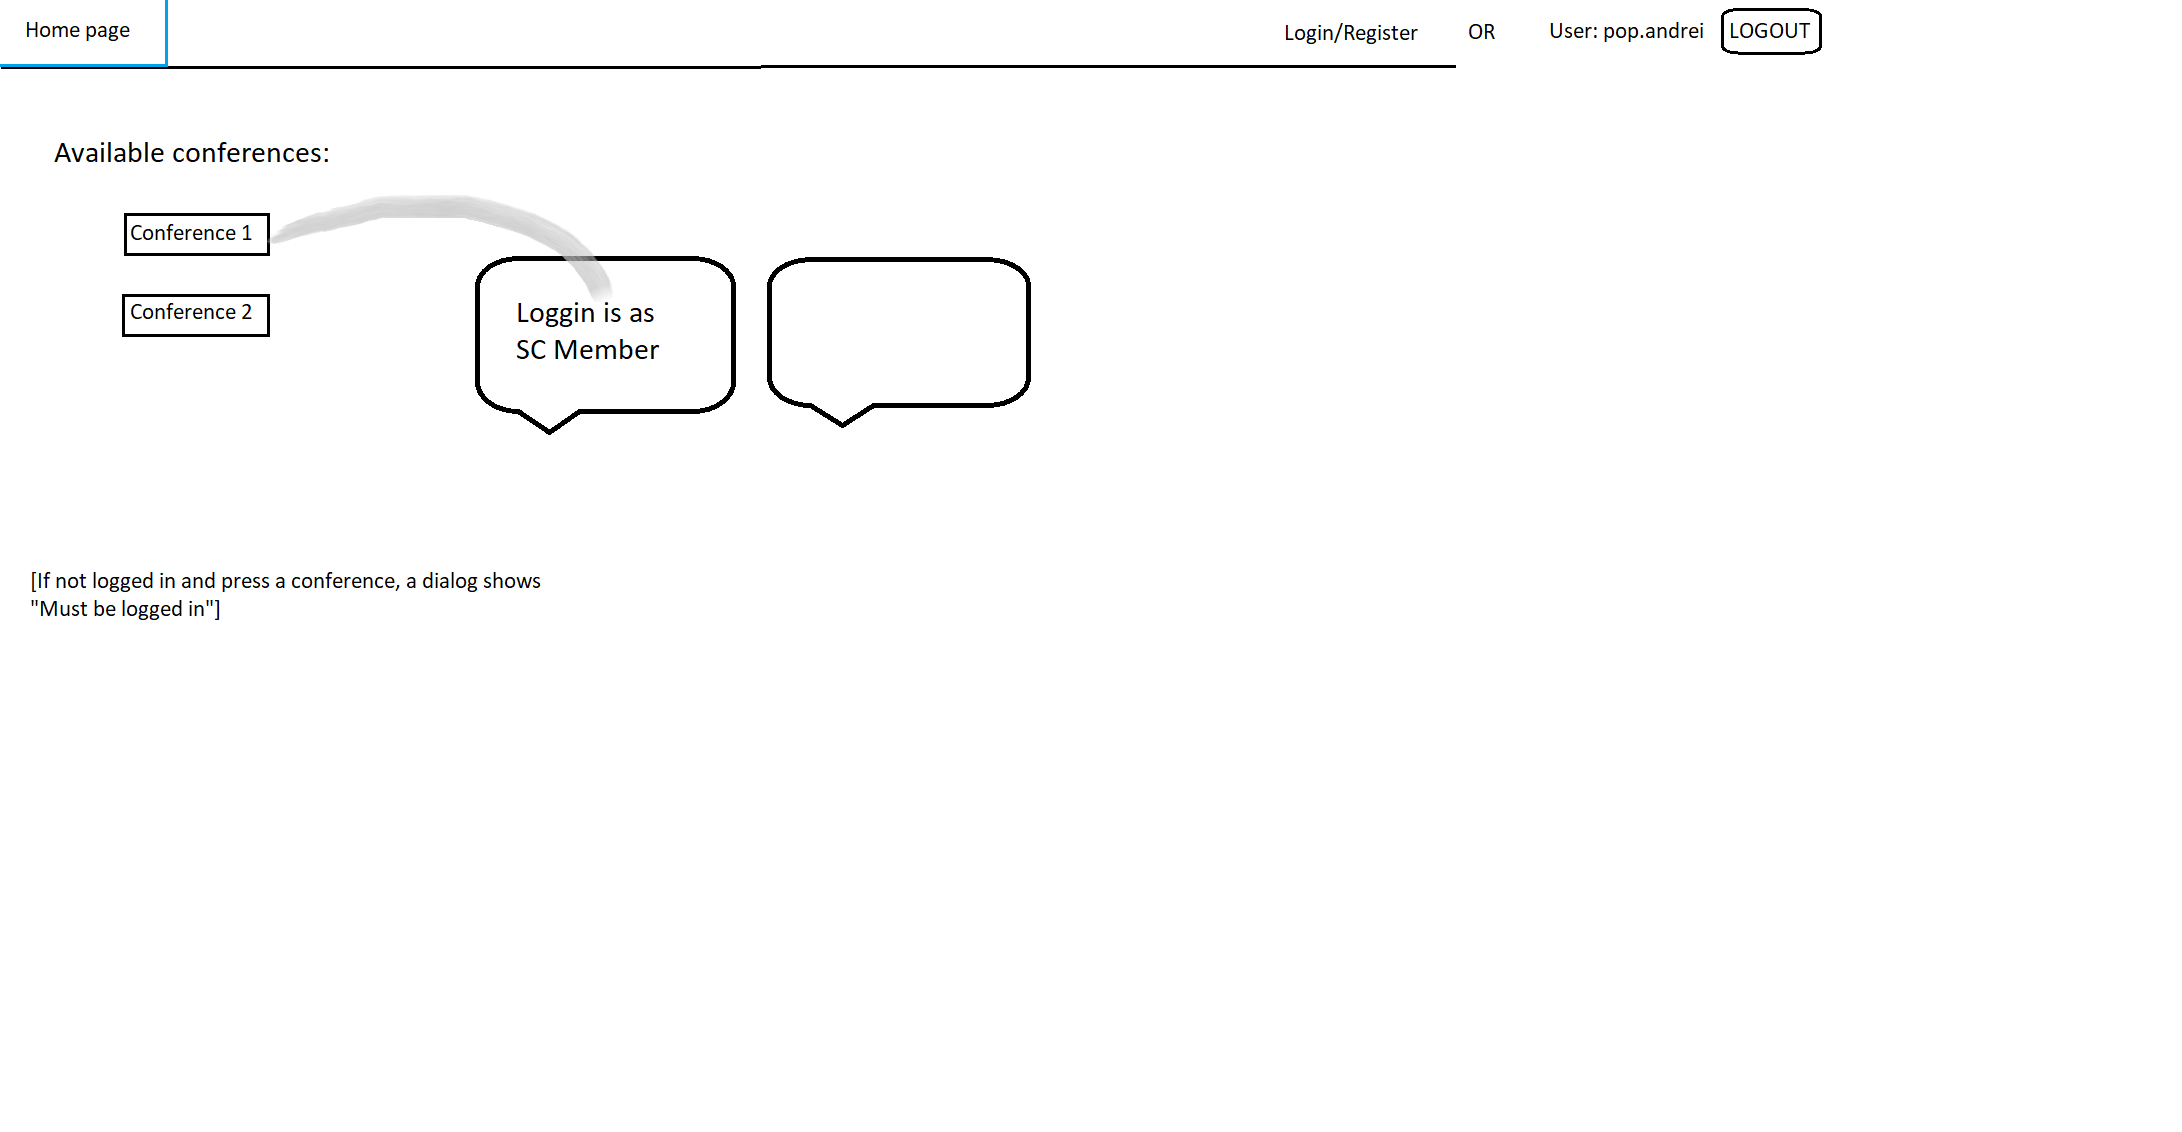 Home page
Login/Register
OR
User: pop.andrei
LOGOUT
Available conferences:
Conference 1
Conference 2
Loggin is as
SC Member
[If not logged in and press a conference, a dialog shows
"Must be logged in"]